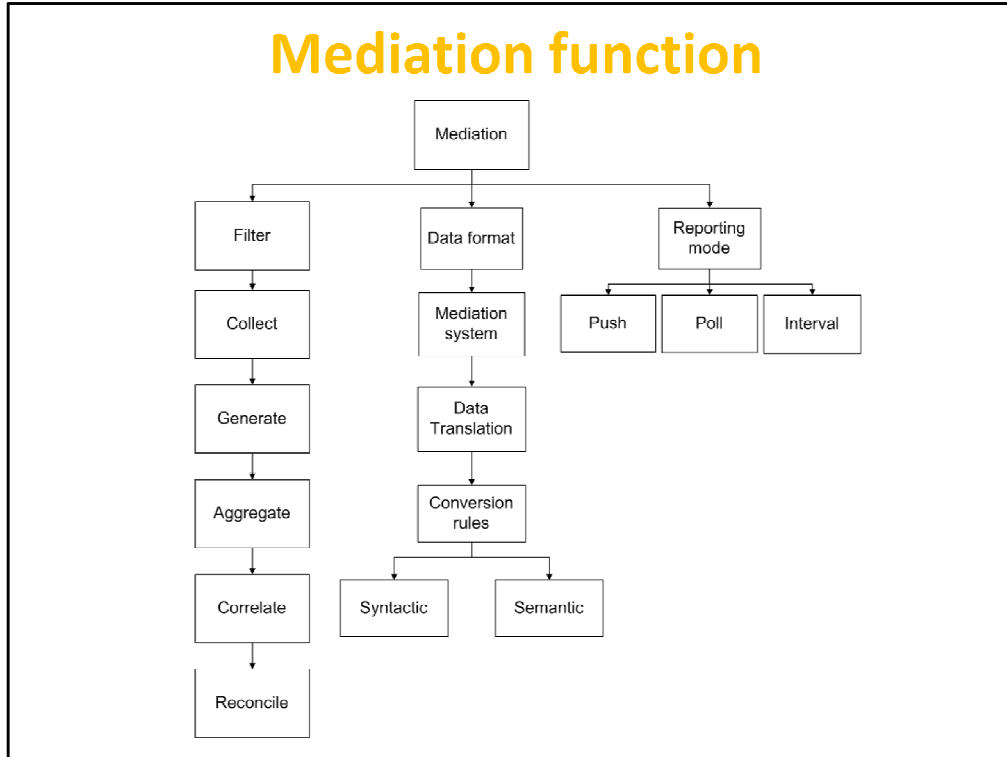 Mediation function
Mediation
Filter
Data format
Reporting
mode
Collect
Mediation
system
Push
Poll
Interval
Generate
Data
Translation
Aggregate
Conversion
rules
Correlate
Syntactic
Semantic
Reconcile